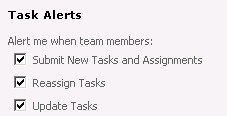 Task Alerts
Alert me when team members:
Submit New Tasks and Assignments
Reassign Tasks
Update Tasks